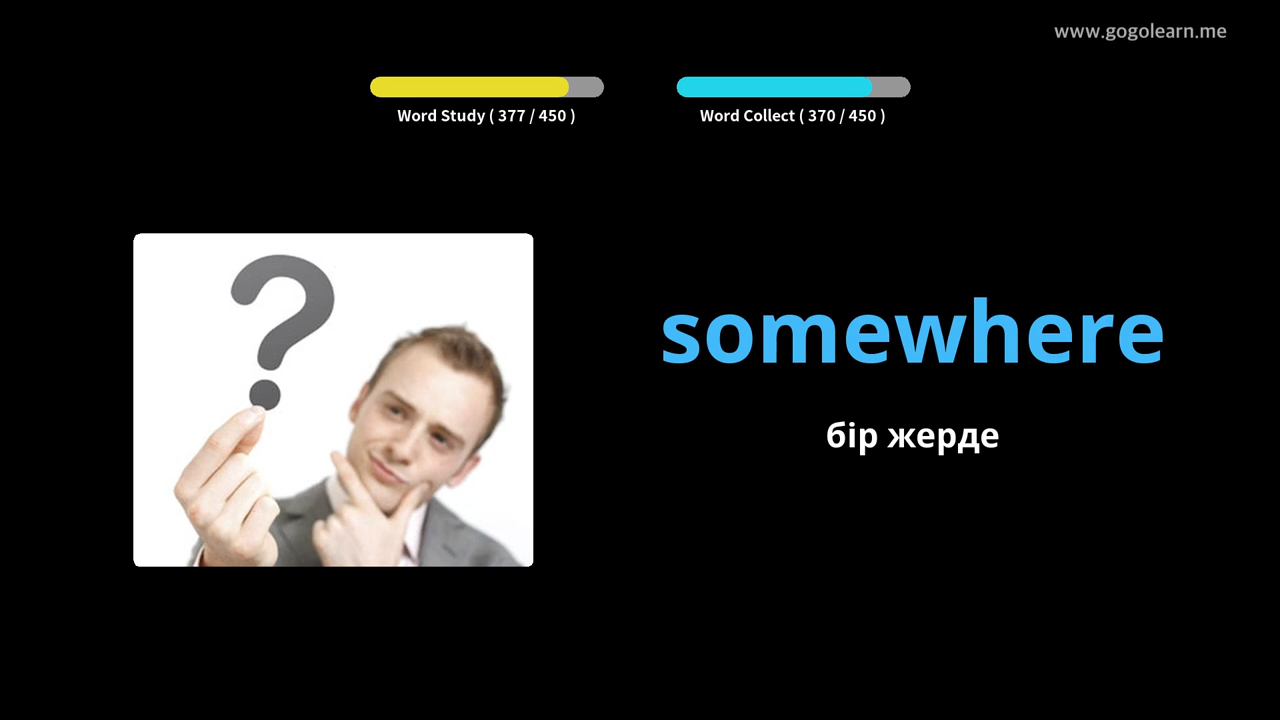 www.gogolearn.me
Word Study ( 377 / 450 )
Word Collect ( 370 / 450 )
?
somewhere
бір жерде